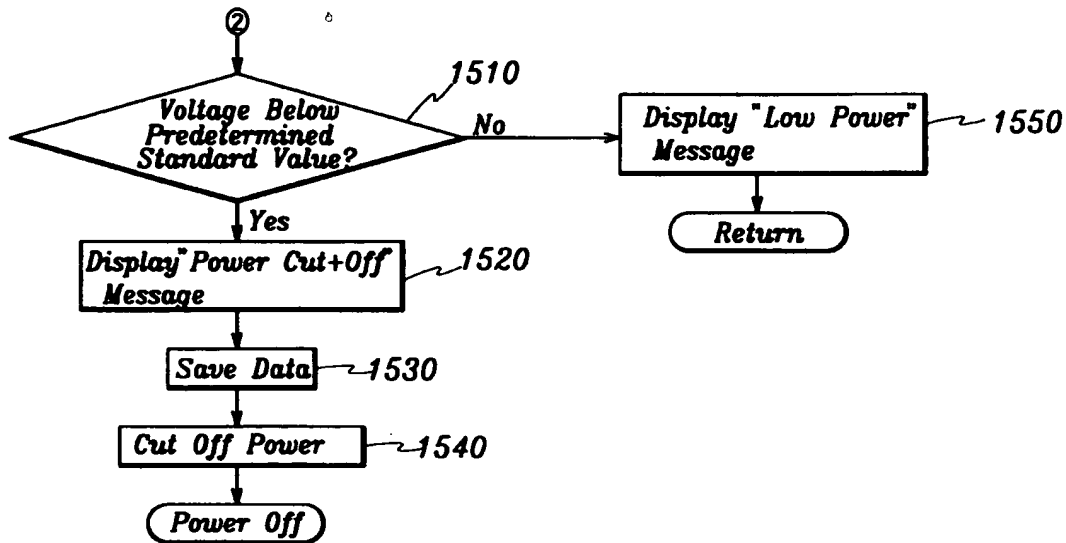 2
Voltage Below
Predetermined
Standard Value?
1510
No
Display "Low Power"
Message
1550
Return
Yes
Display"Power Cut+Off"
Message
1520
Save Data
1530
Cut Off Power
1540
Power Off